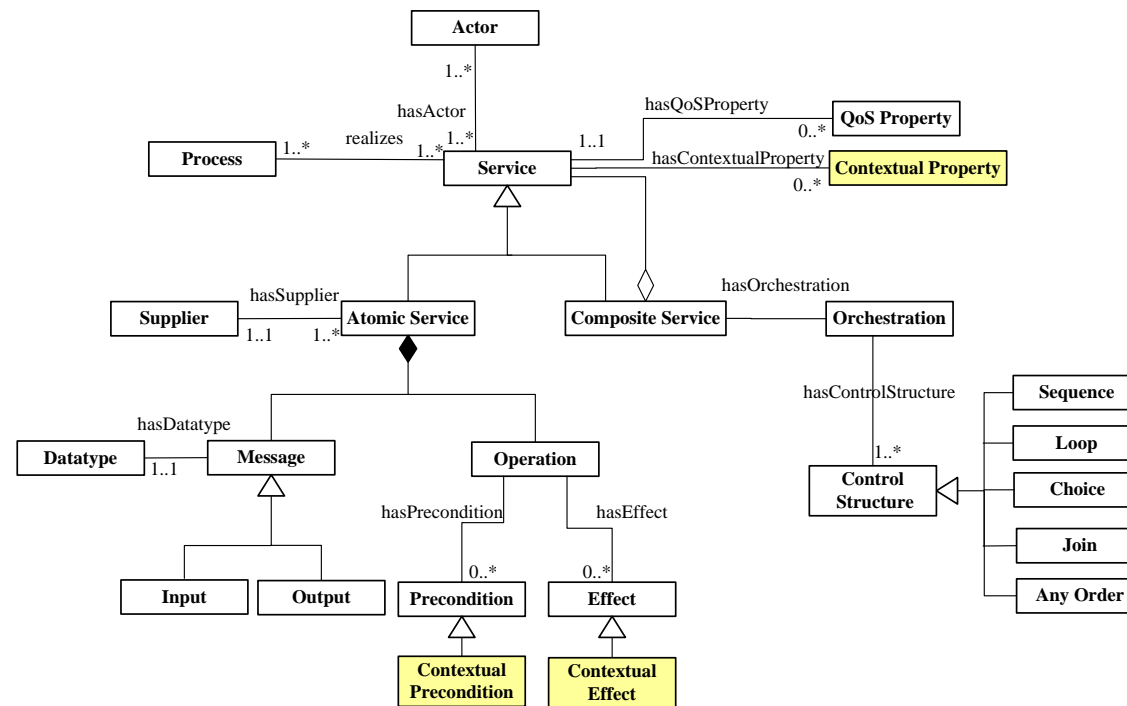 Actor
1..*
hasActor
hasQoSProperty
QoS Property
0..*
realizes
1..*
1..*
1..*
1..1
Process
Service
hasContextualProperty
Contextual Property
0..*
hasSupplier
hasOrchestration
Supplier
1..1
1..*
Atomic Service
Composite Service
Orchestration
hasControlStructure
1..*
Sequence
Loop
Choice
Join
Any Order
Control
Structure
hasDatatype
Datatype
1..1
Message
Operation
hasPrecondition
hasEffect
0..*
0..*
Input
Output
Precondition
Effect
Contextual
Precondition
Contextual
Effect